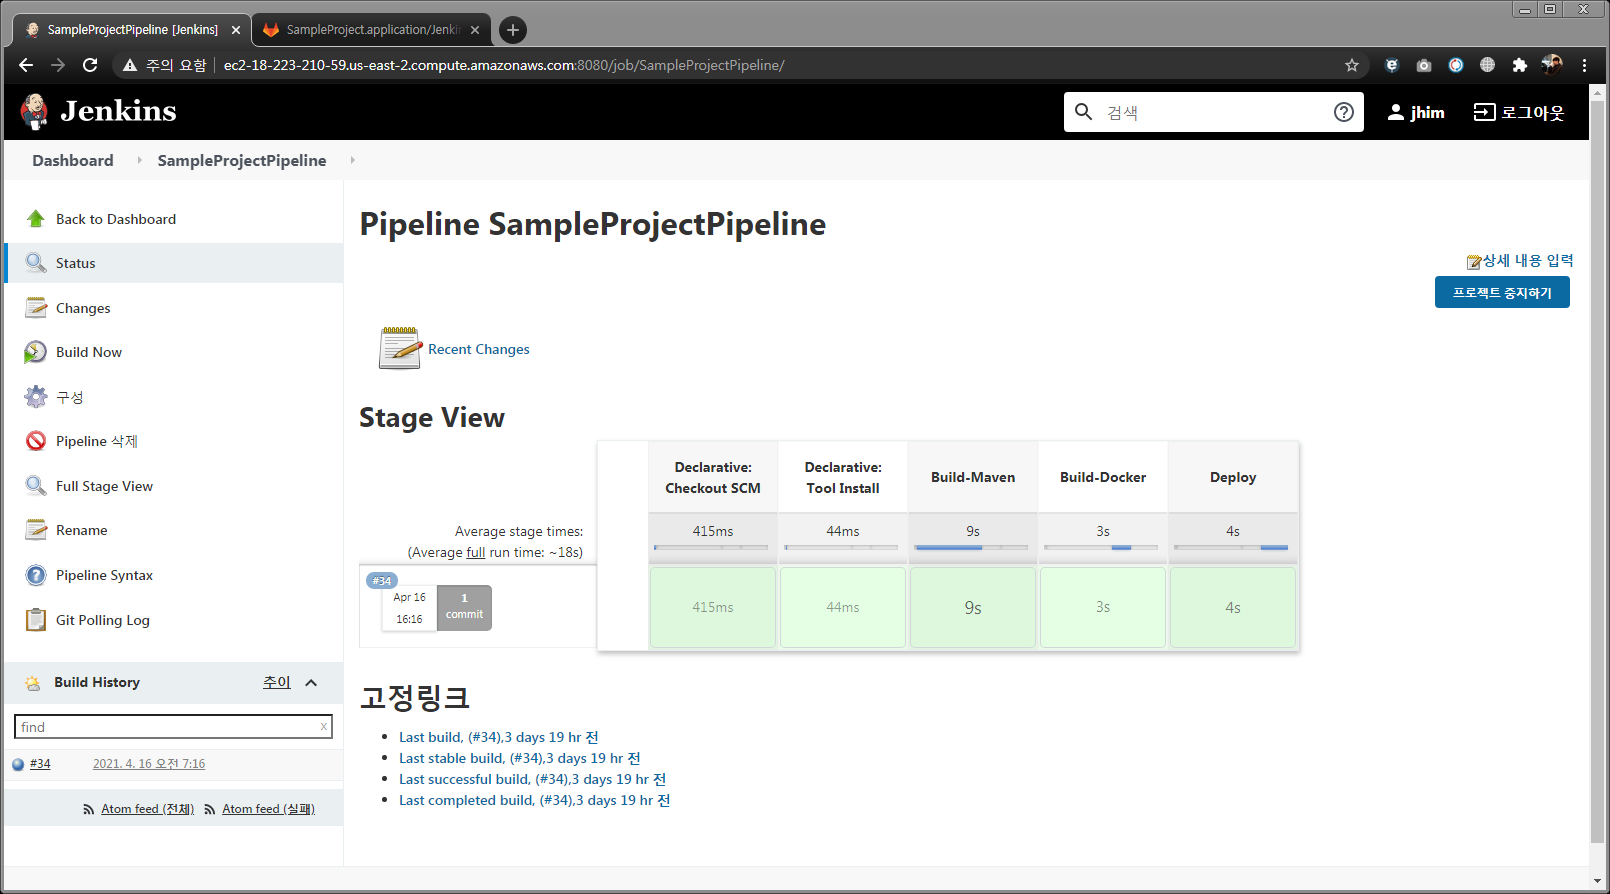 SampleProjectPipeline [Jenkins]
SampleProject.application/Jenkin
주의 요함 ec2-18-223-210-59.us-east-2.compute.amazonaws.com:8080/job/SampleProjectPipeline/
Jenkins
검색
jhim
로그아웃
Dashboard
SampleProjectPipeline
Back to Dashboard
Status
Changes
Build Now
구성
Pipeline 삭제
Full Stage View
Rename
Pipeline Syntax
Git Polling Log
Build History
추이
find
x
#34
2021. 4. 16 오전 7:16
Atom feed (전체)
Atom feed (실패)
Pipeline SampleProjectPipeline
상세 내용 입력
프로젝트 중지하기
Recent Changes
Stage View
Declarative:
Checkout SCM
Declarative:
Tool Install
Build-Maven
Build-Docker
Deploy
Average stage times:
(Average full run time: ~18s)
415ms
44ms
9s
3s
4s
#34
Apr 16
16:16
1
commit
415ms
44ms
9s
3s
4s
고정링크
Last build, (#34),3 days 19 hr 전
Last stable build, (#34),3 days 19 hr 전
Last successful build, (#34),3 days 19 hr 전
Last completed build, (#34),3 days 19 hr 전